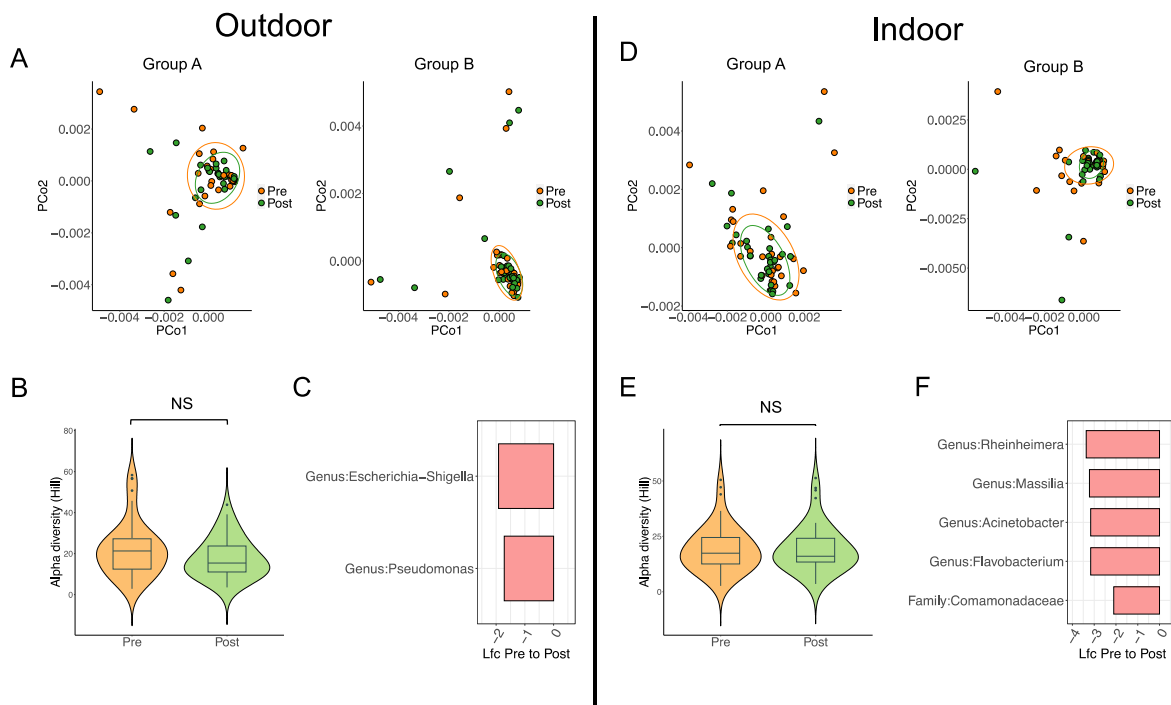 Outdoor
Indoor
A
Group A
Group B
PCo2
0.002
0.000
−0.002
−0.004
−0.004
−0.002
0.000
PCo1
Pre
Post
PCo2
0.004
0.002
0.000
−0.004
−0.002
0.000
PCo1
Pre
Post
D
Group A
Group B
PCo2
0.004
0.002
0.000
−0.002
−0.004
−0.002
0.000
0.002
PCo1
Pre
Post
PCo2
0.0025
0.000
−0.0025
−0.0050
−0.004
−0.002
0.000
PCo1
Pre
Post
B
NS
Alpha diversity (Hill)
80
60
40
20
0
Pre
Post
C
Genus:Escherichia−Shigella
Genus:Pseudomonas
−2
−1
0
Lfc Pre to Post
E
NS
Alpha diversity (Hill)
50
25
0
Pre
Post
F
Genus:Rheinheimera
Genus:Massilia
Genus:Acinetobacter
Genus:Flavobacterium
Family:Comamonadaceae
−4
−3
−2
−1
0
Lfc Pre to Post